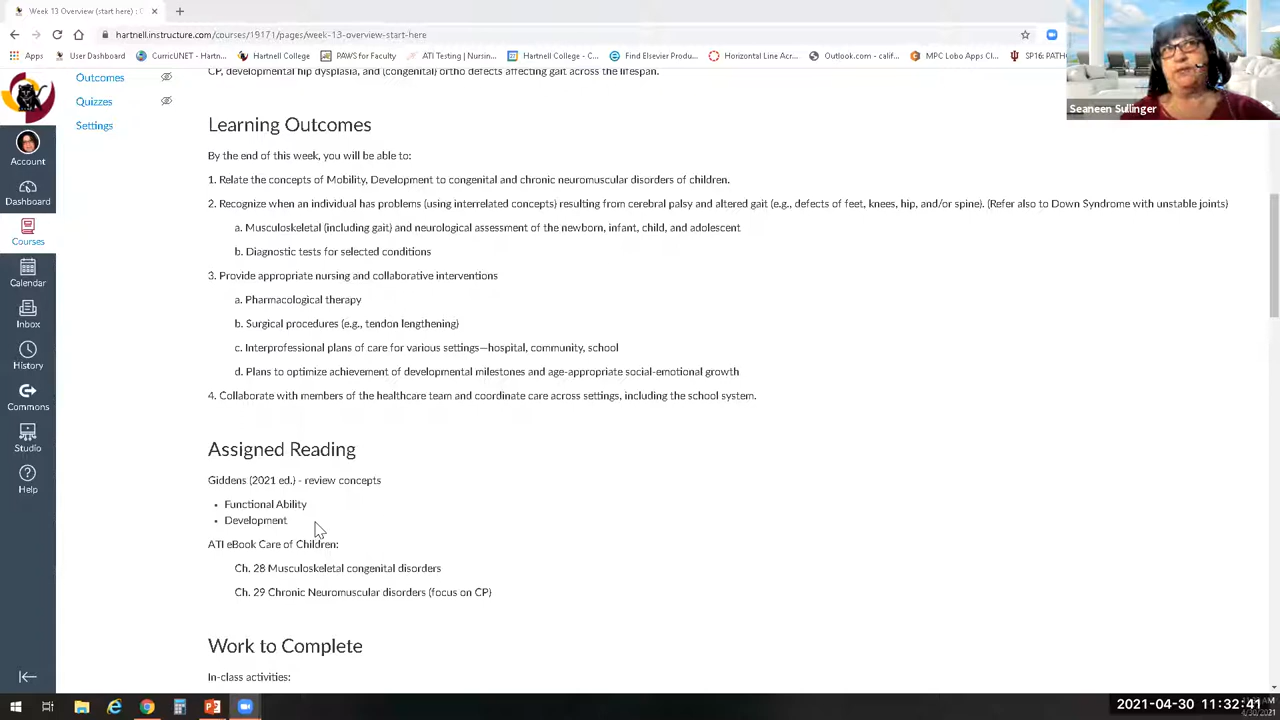 Week 13 Overview (start here) :
hartnell.instructure.com/courses/19171/pages/week-13-overview-start-here
Apps
User Dashboard
CurricUNET - Hartn...
Hartnell College
PAWS for Faculty
ATI Testing | Nursin...
Hartnell College - C...
Find Elsevier Produ...
Horizontal Line Acr...
Outlook.com - calif...
MPC Lobo Apps Cl...
SP16: PATH
Seaneen Sullinger
Outcomes
Quizzes
Settings
Account
Dashboard
Courses
Calendar
Inbox
History
Commons
Studio
Help
CP, developmental hip dysplasia, and (congenital) ortho defects affecting gait across the lifespan.
Learning Outcomes
By the end of this week, you will be able to:
1. Relate the concepts of Mobility, Development to congenital and chronic neuromuscular disorders of children.
2. Recognize when an individual has problems (using interrelated concepts) resulting from cerebral palsy and altered gait (e.g., defects of feet, knees, hip, and/or spine). (Refer also to Down Syndrome with unstable joints)
a. Musculoskeletal (including gait) and neurological assessment of the newborn, infant, child, and adolescent
b. Diagnostic tests for selected conditions
3. Provide appropriate nursing and collaborative interventions
a. Pharmacological therapy
b. Surgical procedures (e.g., tendon lengthening)
c. Interprofessional plans of care for various settings—hospital, community, school
d. Plans to optimize achievement of developmental milestones and age-appropriate social-emotional growth
4. Collaborate with members of the healthcare team and coordinate care across settings, including the school system.
Assigned Reading
Giddens (2021 ed.) - review concepts
• Functional Ability
• Development
ATI eBook Care of Children:
Ch. 28 Musculoskeletal congenital disorders
Ch. 29 Chronic Neuromuscular disorders (focus on CP)
Work to Complete
In-class activities:
2021-04-30 11:32:41
4/30/2021